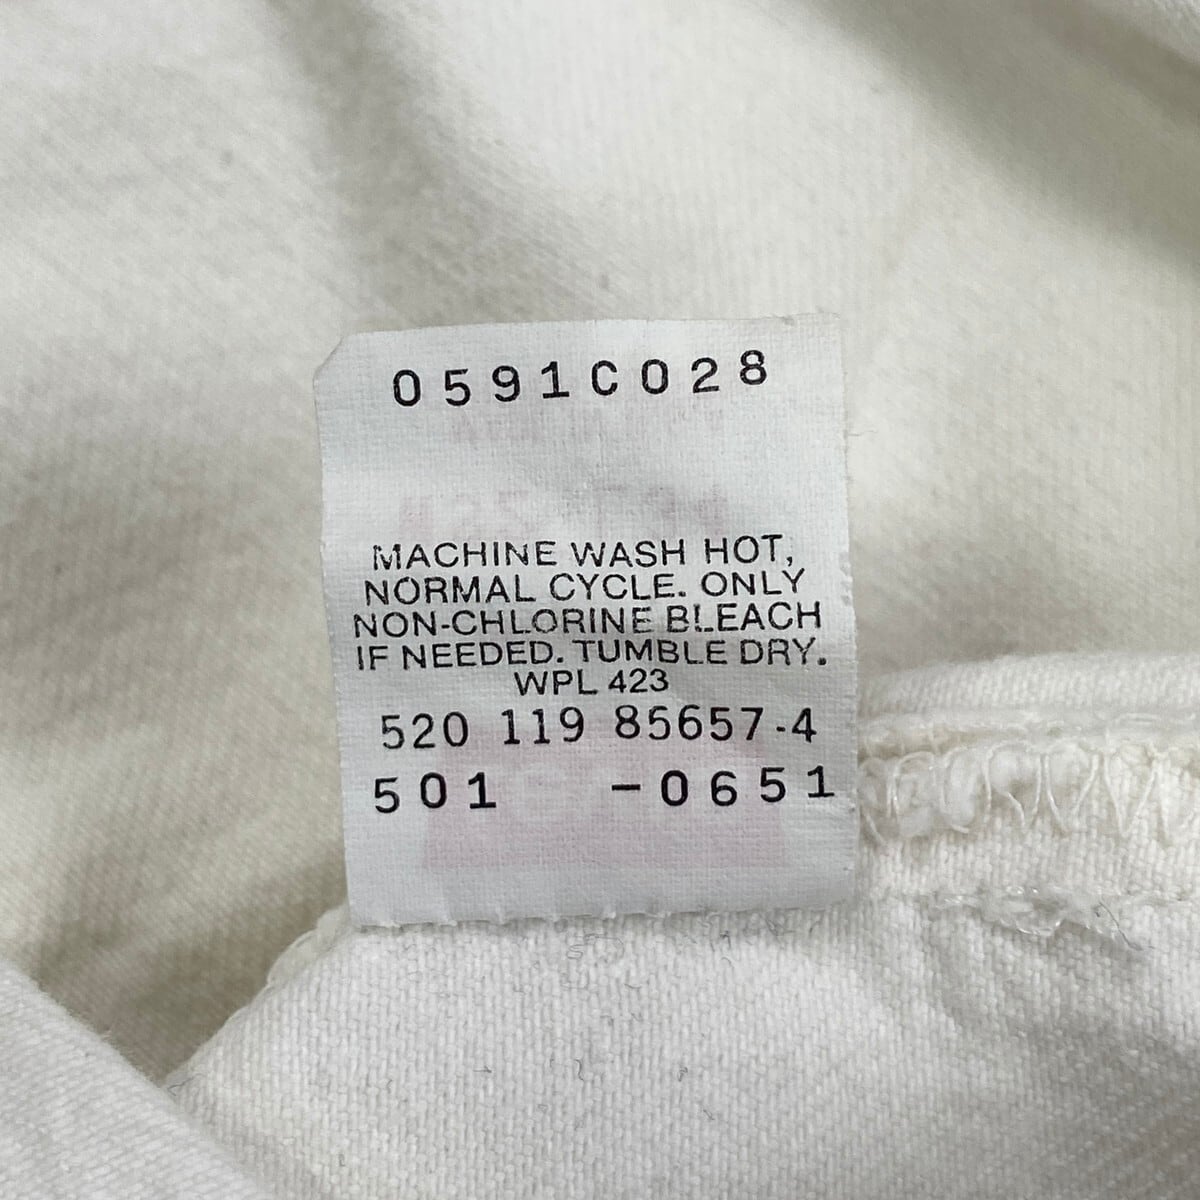 0591C028
MACHINE WASH HOT,
NORMAL CYCLE. ONLY
NON-CHLORINE BLEACH
IF NEEDED. TUMBLE DRY.
WPL 423
520 119 85657-4
501 -0651